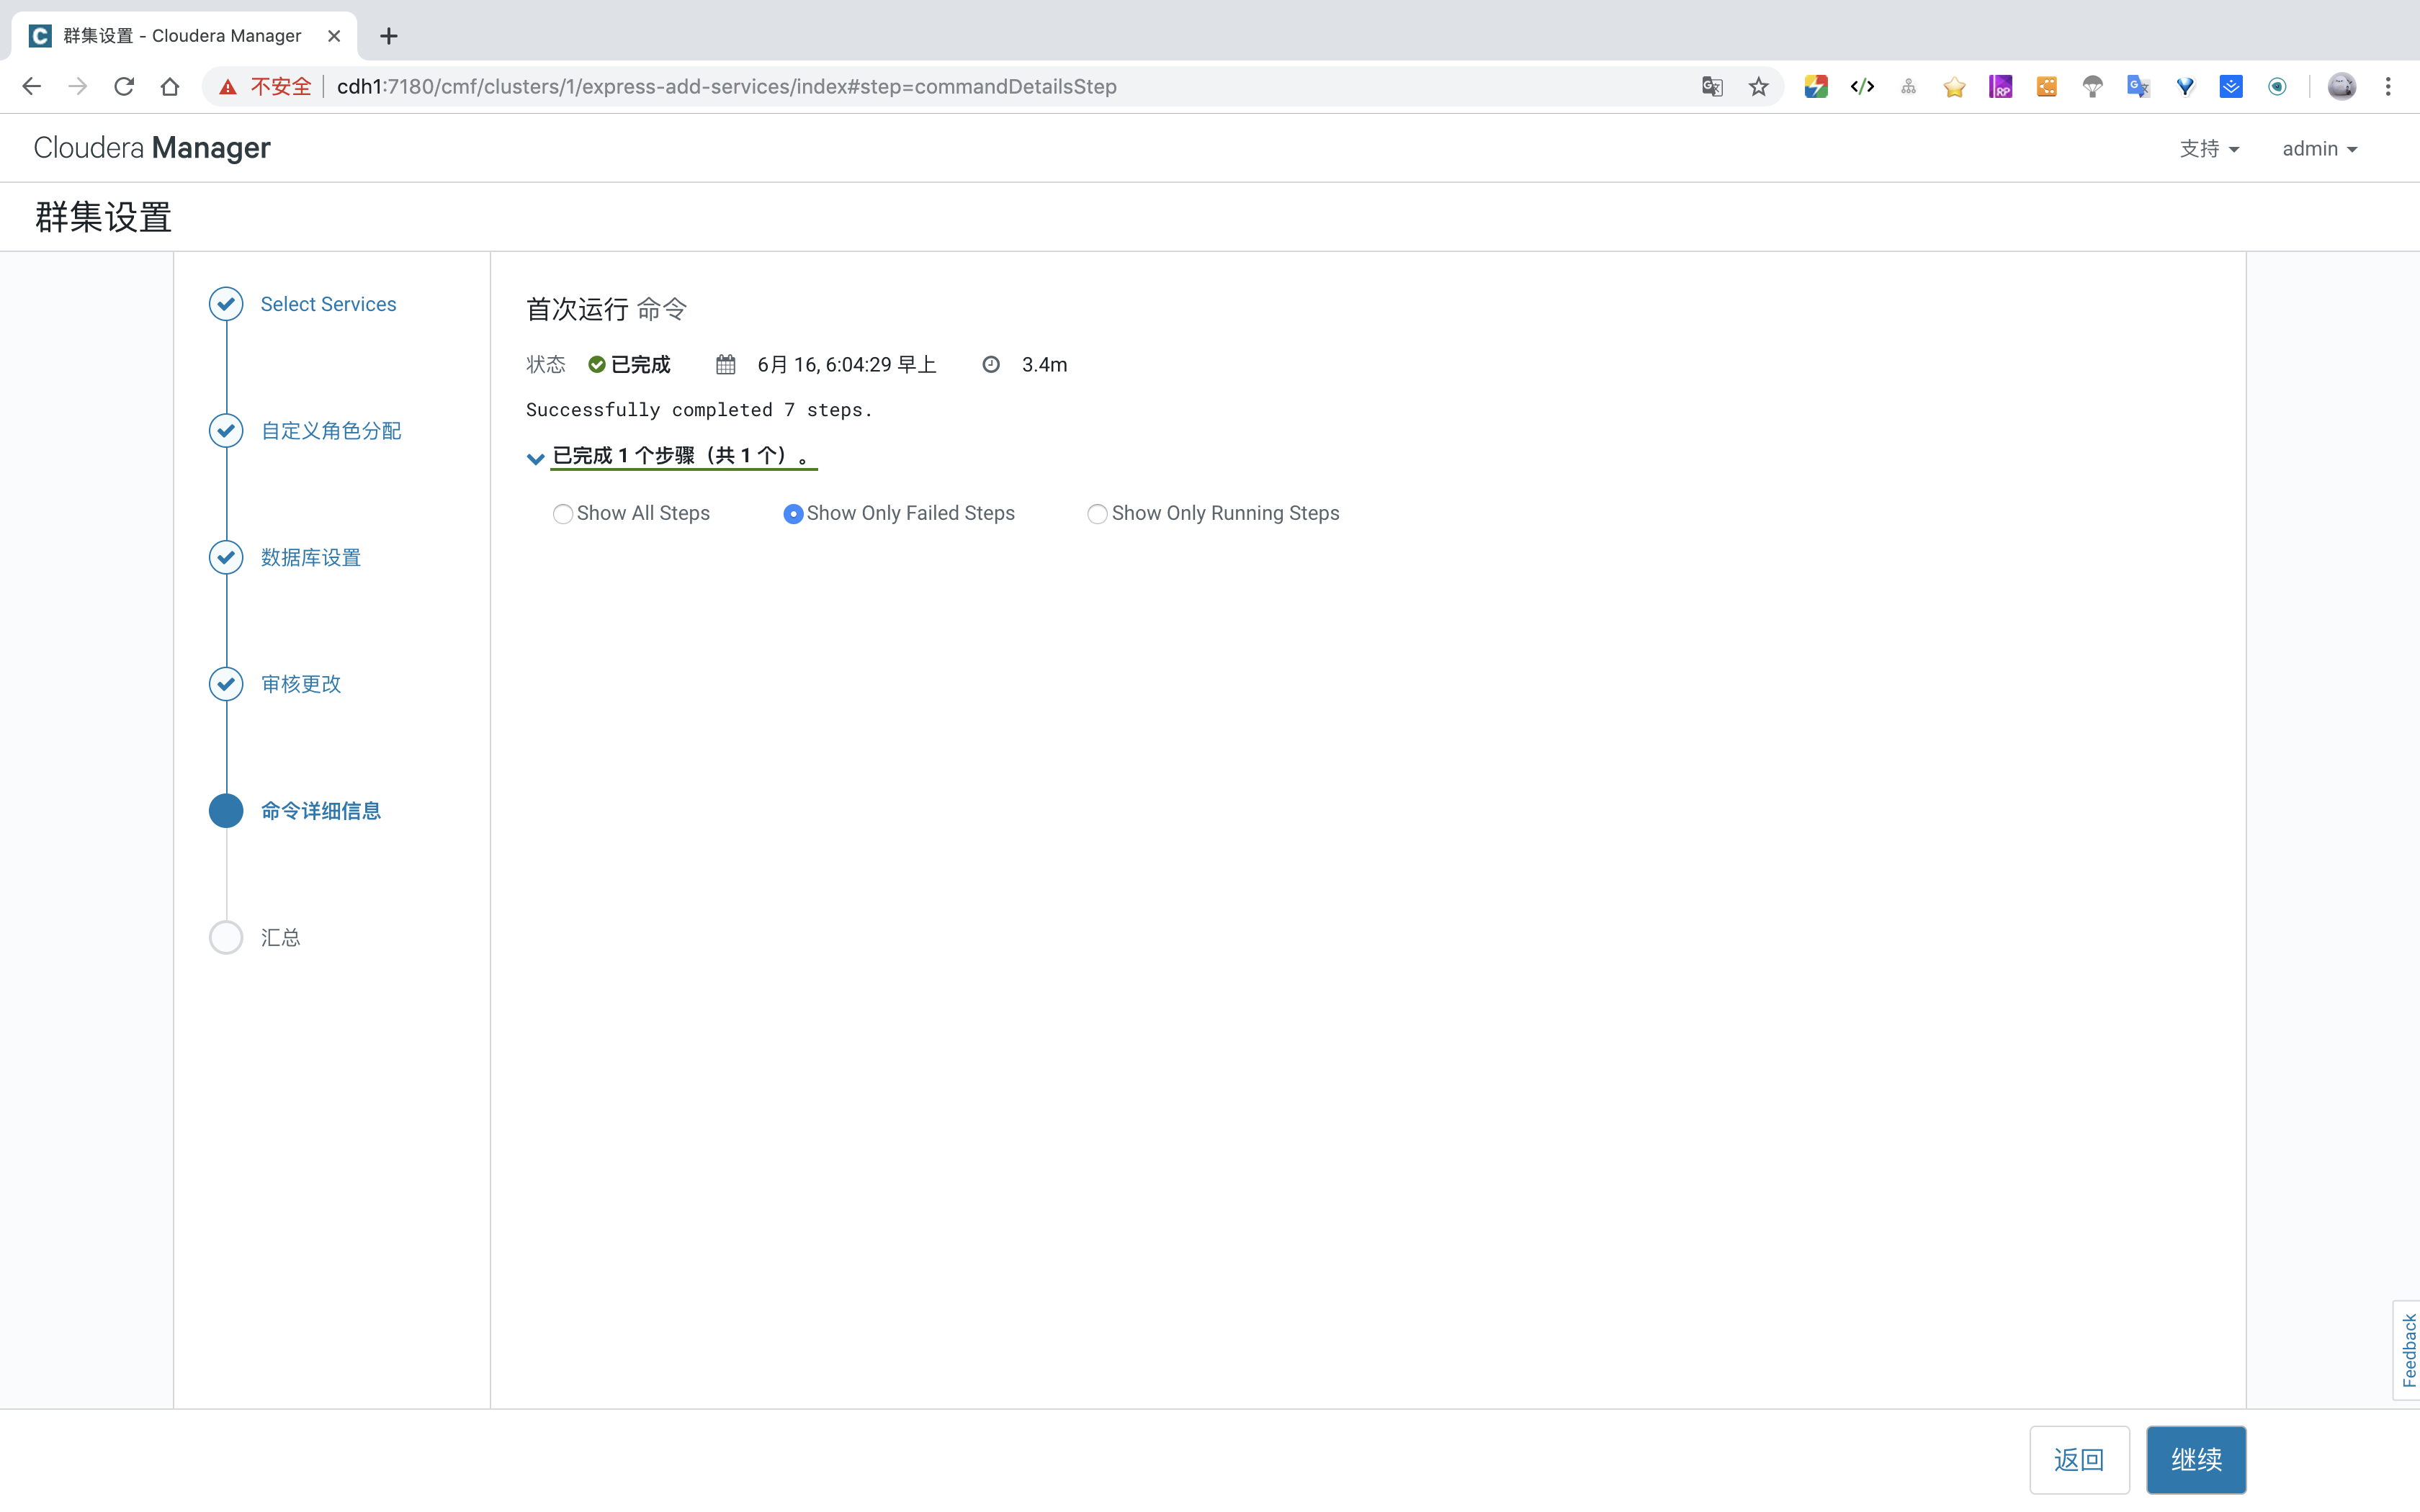 群集设置 - Cloudera Manager
不安全 cdh1:7180/cmf/clusters/1/express-add-services/index#step=commandDetailsStep
Cloudera Manager
支持
admin
群集设置
Select Services
自定义角色分配
数据库设置
审核更改
命令详细信息
汇总
首次运行 命令
状态 已完成 6月 16, 6:04:29 早上 3.4m
Successfully completed 7 steps.
已完成 1 个步骤（共 1 个）。
Show All Steps Show Only Failed Steps Show Only Running Steps
Feedback
返回
继续